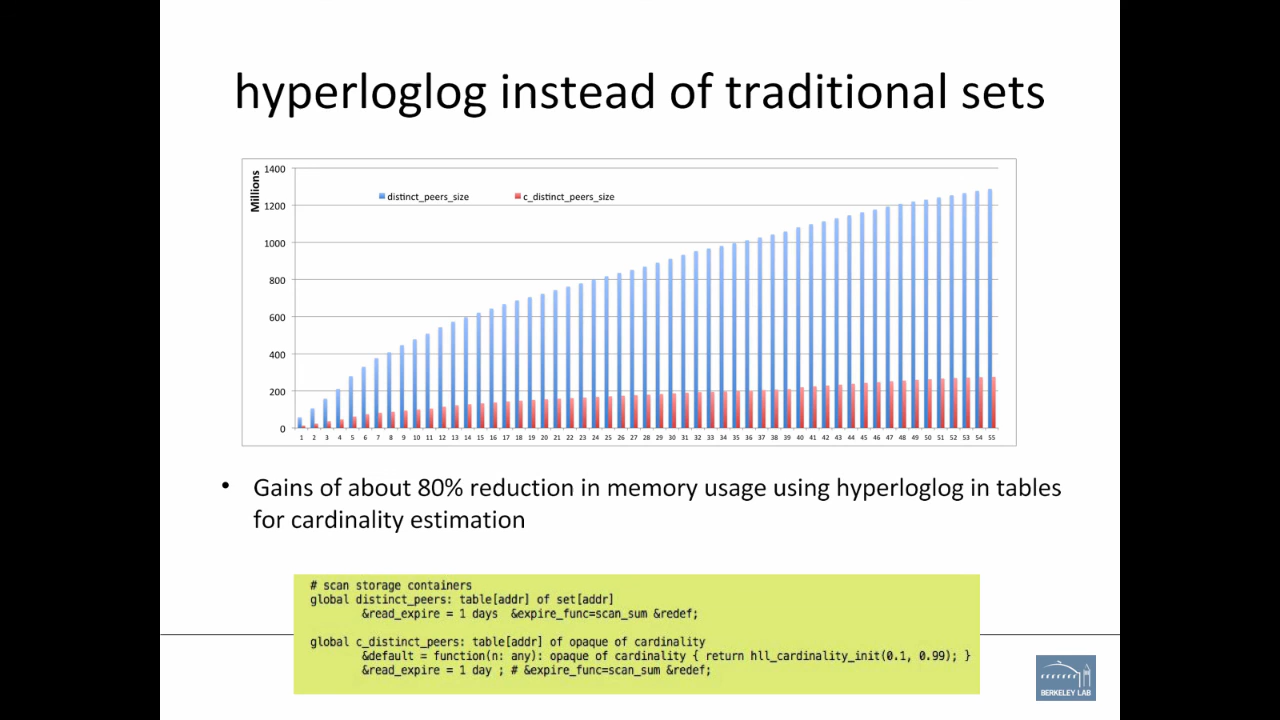 hyperloglog instead of traditional sets
Millions
1400
1200
1000
800
600
400
200
0
distinct_peers_size c_distinct_peers_size
1 2 3 4 5 6 7 8 9 10 11 12 13 14 15 16 17 18 19 20 21 22 23 24 25 26 27 28 29 30 31 32 33 34 35 36 37 38 39 40 41 42 43 44 45 46 47 48 49 50 51 52 53 54 55
• Gains of about 80% reduction in memory usage using hyperloglog in tables
for cardinality estimation
# scan storage containers
global distinct_peers: table[addr] of set[addr]
&read_expire = 1 days &expire_func=scan_sum &redef;
global c_distinct_peers: table[addr] of opaque of cardinality
&default = function(n: any): opaque of cardinality { return hll_cardinality_init(0.1, 0.99); }
&read_expire = 1 day ; # &expire_func=scan_sum &redef;
BERKELEY LAB